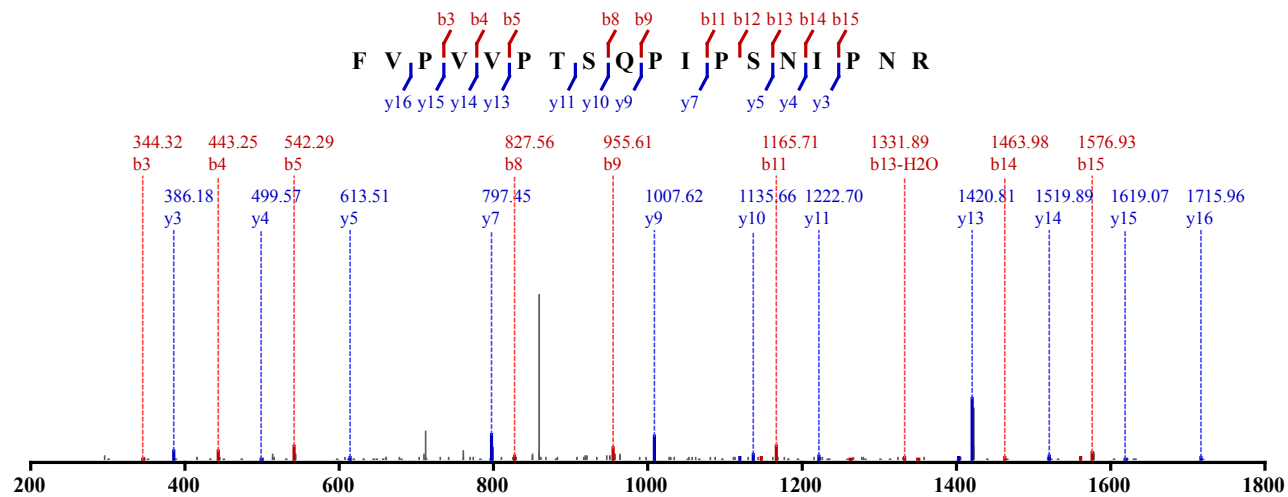 b3 b4 b5 b8 b9 b11 b12 b13 b14 b15
F V P V V P T S Q P I P S N I P N R
y16 y15 y14 y13 y11 y10 y9 y7 y5 y4 y3
344.32 443.25 542.29 827.56 955.61 1165.71 1331.89 1463.98 1576.93
b3 b4 b5 b8 b9 b11 b13-H2O b14 b15
386.18 499.57 613.51 797.45 1007.62 1135.66 1222.70 1420.81 1519.89 1619.07 1715.96
y3 y4 y5 y7 y9 y10 y11 y13 y14 y15 y16
200 400 600 800 1000 1200 1400 1600 1800